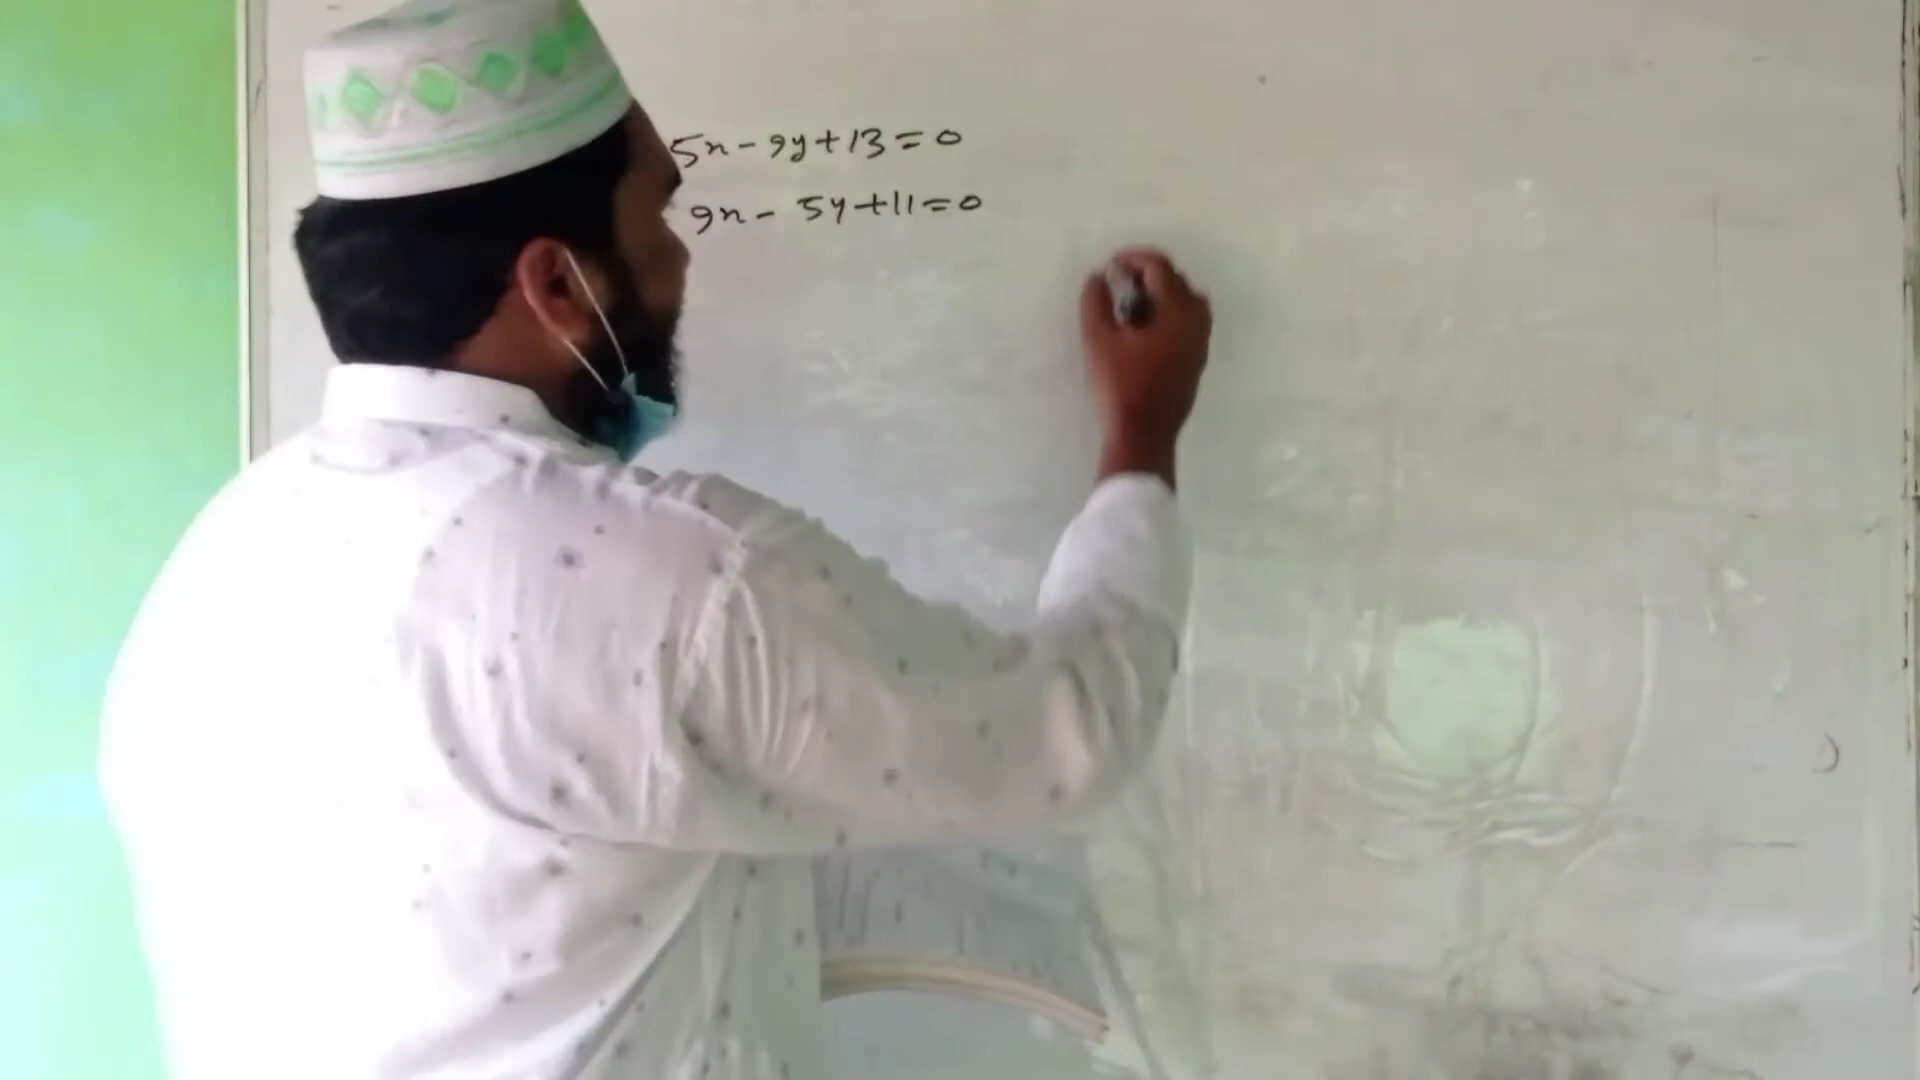 5x - 9y + 13 = 0
9x - 5y + 11 = 0